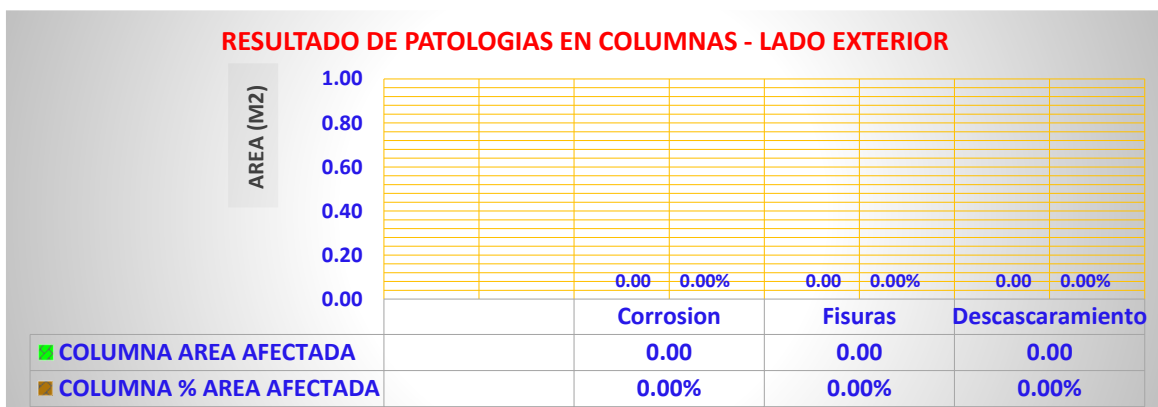 RESULTADO DE PATOLOGIAS EN COLUMNAS - LADO EXTERIOR
AREA (M2)
1.00
0.80
0.60
0.40
0.20
0.00
0.00 0.00% 0.00 0.00% 0.00 0.00%
Corrosion Fisuras Descascaramiento
COLUMNA AREA AFECTADA 0.00 0.00 0.00
COLUMNA % AREA AFECTADA 0.00% 0.00% 0.00%